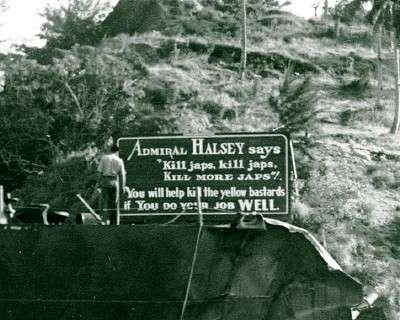 ADMIRAL HALSEY says
"KILL JAPS, KILL JAPS,
KILL MORE JAPS"!
You will help kill the yellow bastards
if YOU DO YOUR JOB WELL.